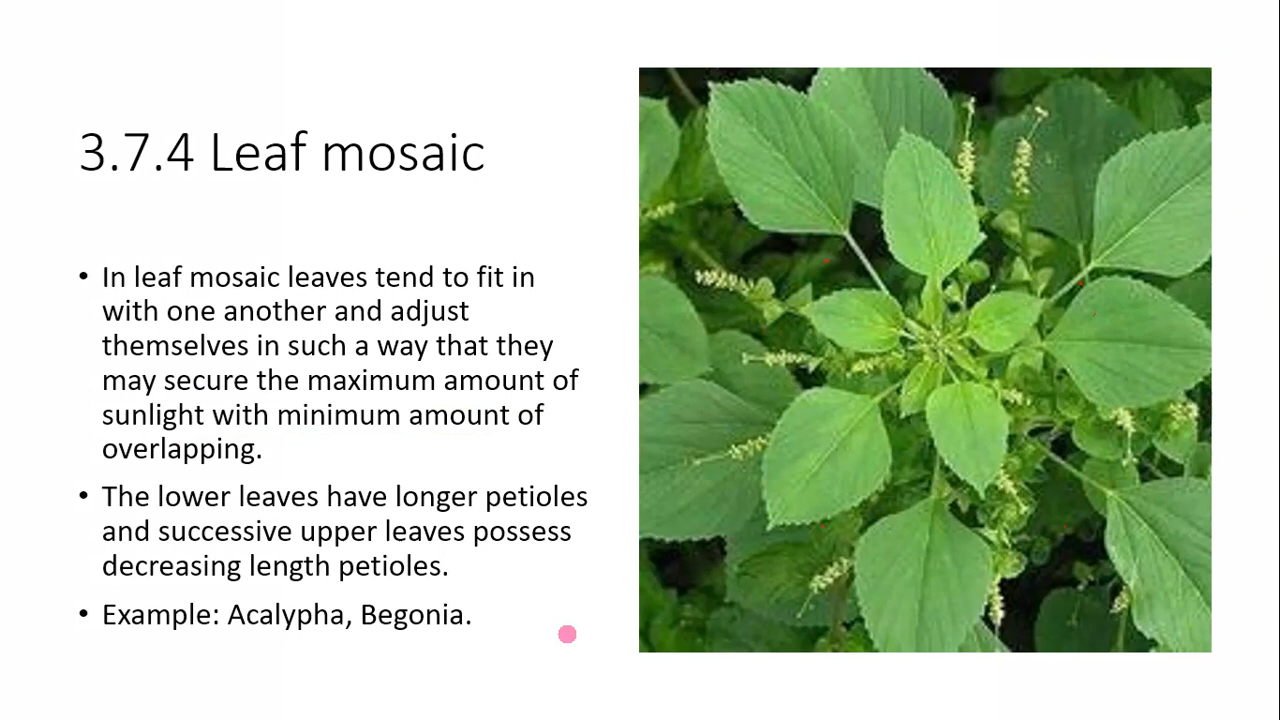 3.7.4 Leaf mosaic
• In leaf mosaic leaves tend to fit in
with one another and adjust
themselves in such a way that they
may secure the maximum amount of
sunlight with minimum amount of
overlapping.
• The lower leaves have longer petioles
and successive upper leaves possess
decreasing length petioles.
• Example: Acalypha, Begonia.